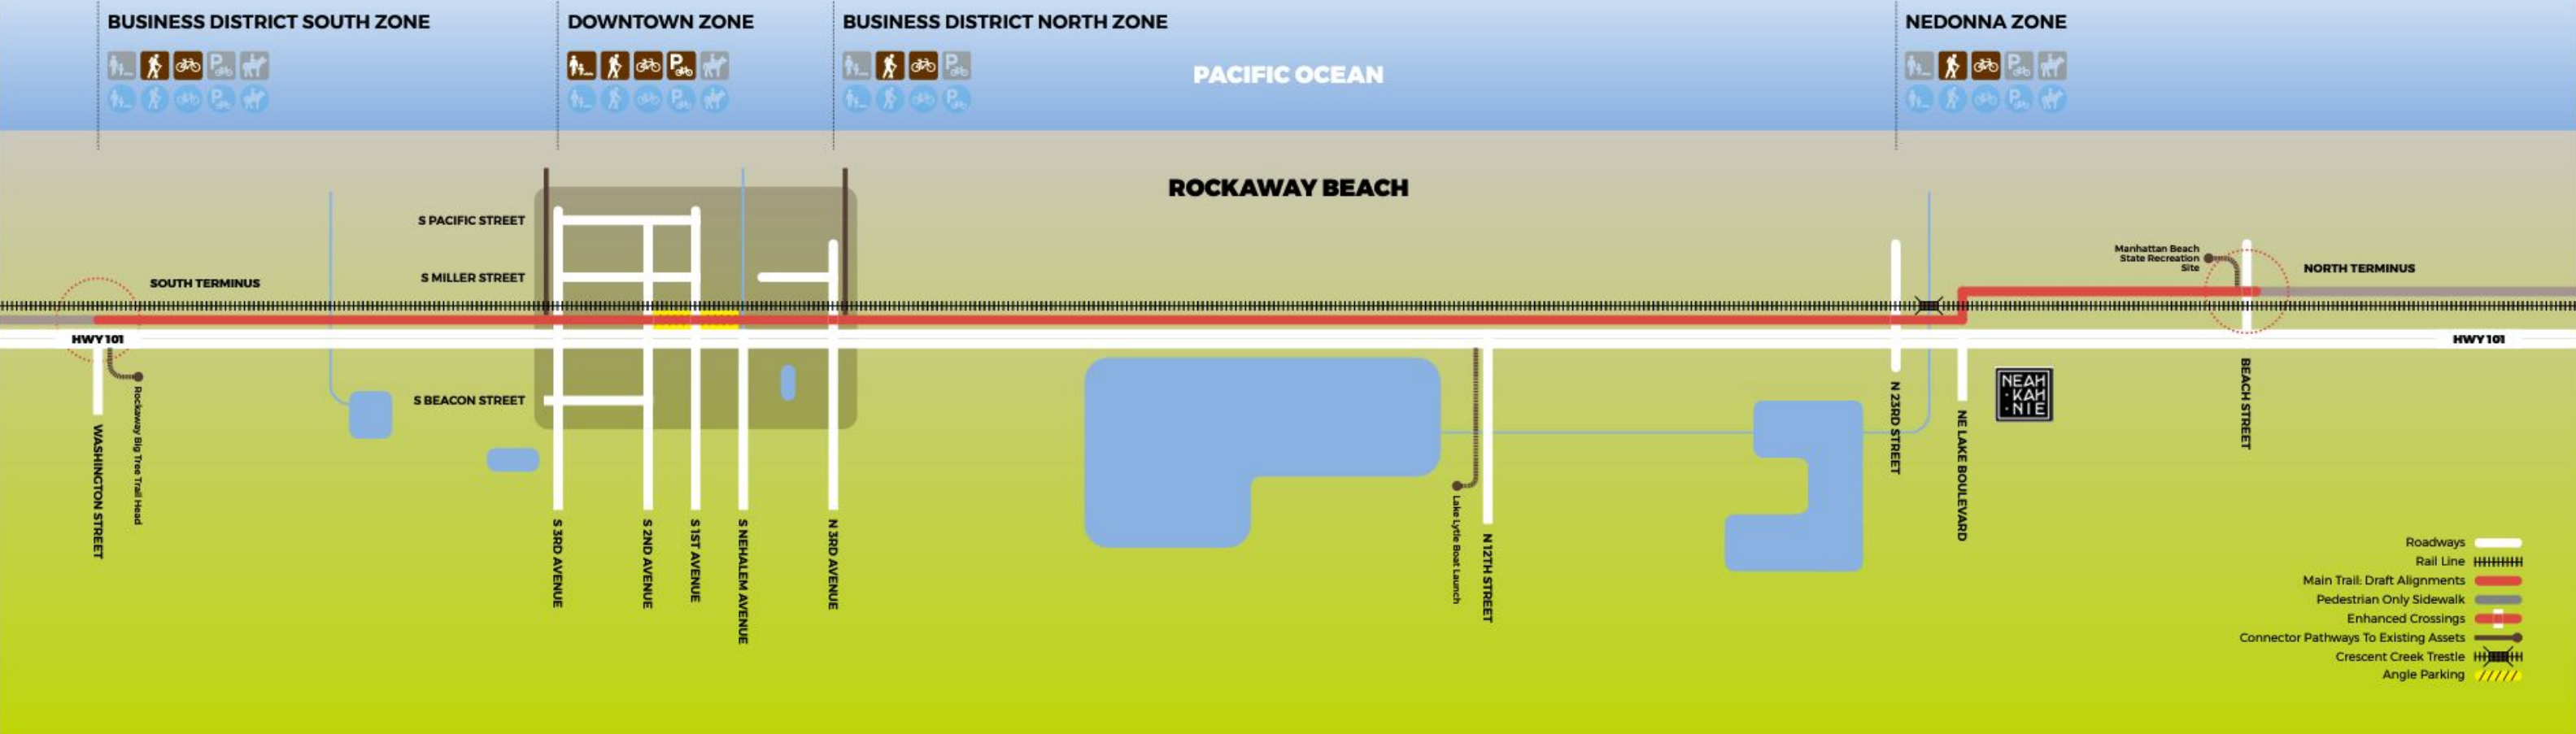 BUSINESS DISTRICT SOUTH ZONE
DOWNTOWN ZONE
BUSINESS DISTRICT NORTH ZONE
NEDONNA ZONE
P
P
P
P
P
P
P
P
PACIFIC OCEAN
ROCKAWAY BEACH
S PACIFIC STREET
S MILLER STREET
S BEACON STREET
SOUTH TERMINUS
HWY 101
WASHINGTON STREET
Rockaway Big Tree Trail Head
S 3RD AVENUE
S 2ND AVENUE
S 1ST AVENUE
S NEHALEM AVENUE
N 3RD AVENUE
Lake Lytle Boat Launch
N 12TH STREET
N 23RD STREET
NE LAKE BOULEVARD
NEAH
·KAH
·NIE
Manhattan Beach
State Recreation
Site
NORTH TERMINUS
BEACH STREET
HWY 101
Roadways
Rail Line
Main Trail: Draft Alignments
Pedestrian Only Sidewalk
Enhanced Crossings
Connector Pathways To Existing Assets
Crescent Creek Trestle
Angle Parking